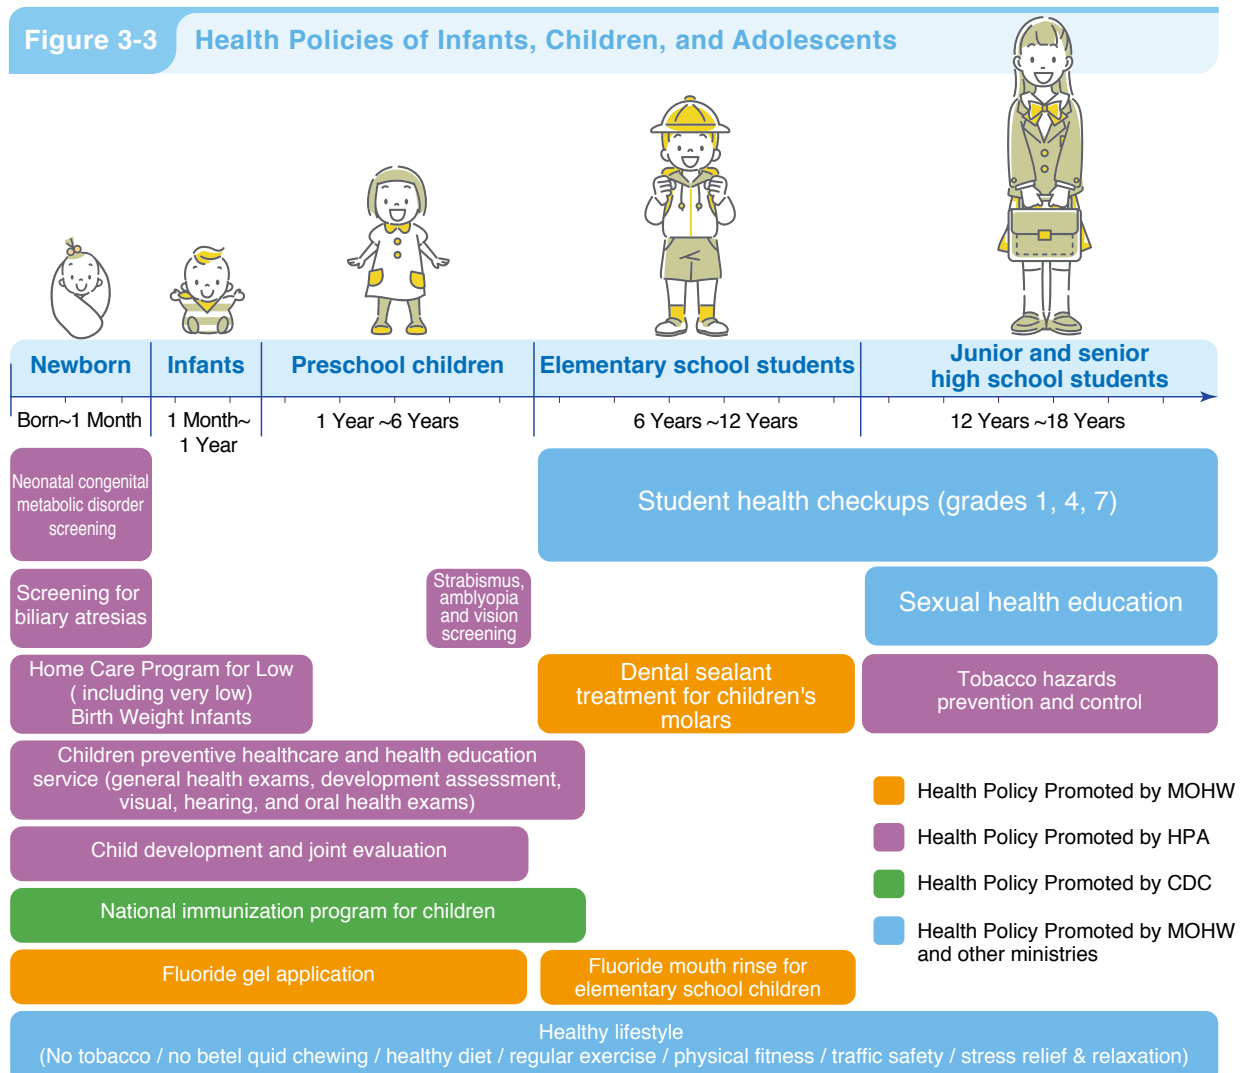 Figure 3-3
Health Policies of Infants, Children, and Adolescents
Newborn
Infants
Preschool children
Elementary school students
Junior and senior
high school students
Born~1 Month
1 Month~
1 Year
1 Year ~6 Years
6 Years ~12 Years
12 Years ~18 Years
Neonatal congenital
metabolic disorder
screening
Student health checkups (grades 1, 4, 7)
Screening for
biliary atresias
Strabismus,
amblyopia
and vision
screening
Sexual health education
Home Care Program for Low
( including very low)
Birth Weight Infants
Dental sealant
treatment for children's
molars
Tobacco hazards
prevention and control
Children preventive healthcare and health education
service (general health exams, development assessment,
visual, hearing, and oral health exams)
Child development and joint evaluation
National immunization program for children
Fluoride gel application
Fluoride mouth rinse for
elementary school children
Health Policy Promoted by MOHW
Health Policy Promoted by HPA
Health Policy Promoted by CDC
Health Policy Promoted by MOHW
and other ministries
Healthy lifestyle
(No tobacco / no betel quid chewing / healthy diet / regular exercise / physical fitness / traffic safety / stress relief & relaxation)